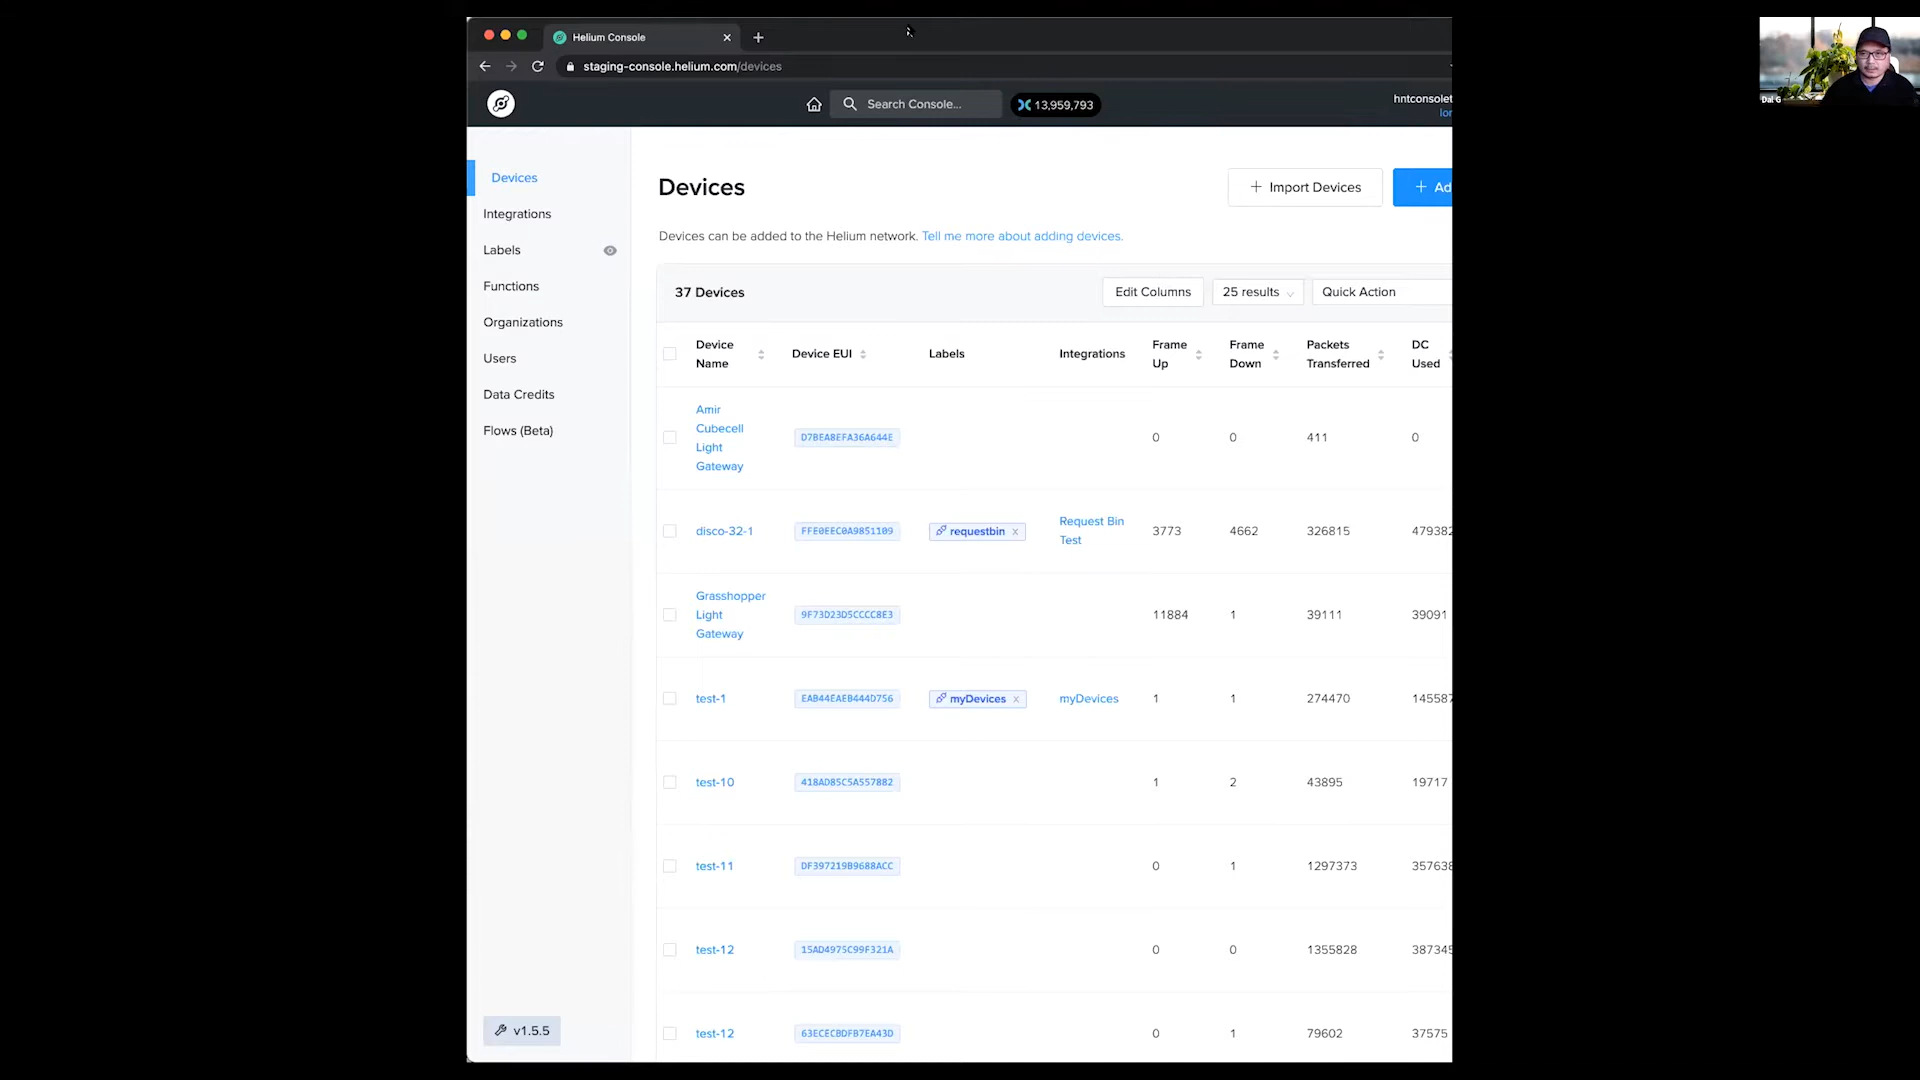 Helium Console
staging-console.helium.com/devices
Search Console...
13,959,793
hntconsolet
Dal G
Devices
Integrations
Labels
Functions
Organizations
Users
Data Credits
Flows (Beta)
v1.5.5
Devices
Import Devices
Ad
Devices can be added to the Helium network. Tell me more about adding devices.
37 Devices
Edit Columns
25 results
Quick Action
Device Name
Device EUI
Labels
Integrations
Frame Up
Frame Down
Packets Transferred
DC Used
Amir Cubecell Light Gateway
D7BEA8EFA36A644E
0
0
411
0
disco-32-1
FFE0EEC0A9851109
requestbin x
Request Bin Test
3773
4662
326815
479382
Grasshopper Light Gateway
9F73D23D5CCCC8E3
11884
1
39111
39091
test-1
EAB44EAEB444D756
myDevices x
myDevices
1
1
274470
145587
test-10
418AD85C5A557882
1
2
43895
19717
test-11
DF397219B9688ACC
0
1
1297373
357638
test-12
15AD4975C99F321A
0
0
1355828
387345
test-12
63ECECBDFB7EA43D
0
1
79602
37575